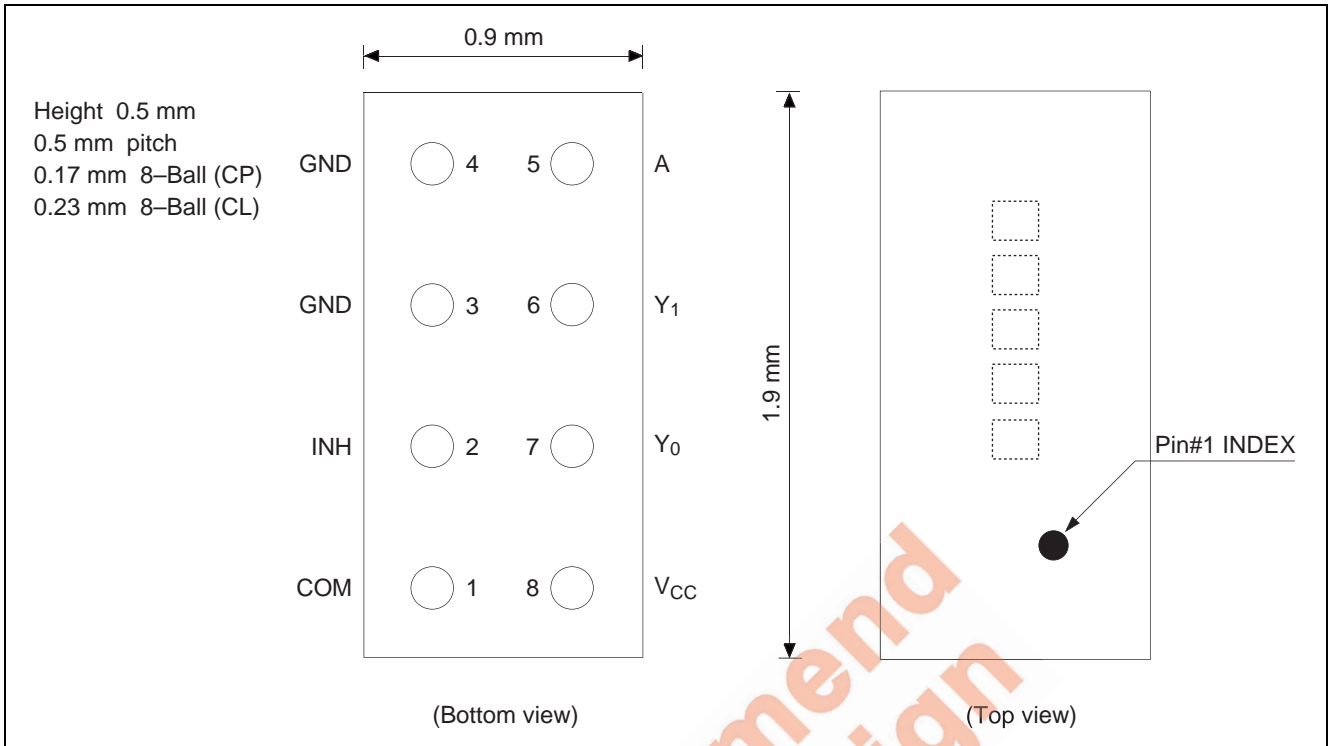 0.9 mm
Height 0.5 mm
0.5 mm pitch
0.17 mm 8–Ball (CP)
0.23 mm 8–Ball (CL)
GND 4 5 A
GND 3 6 Y1
INH 2 7 Y0
COM 1 8 VCC
(Bottom view)
1.9 mm
Pin#1 INDEX
(Top view)
mend
sign